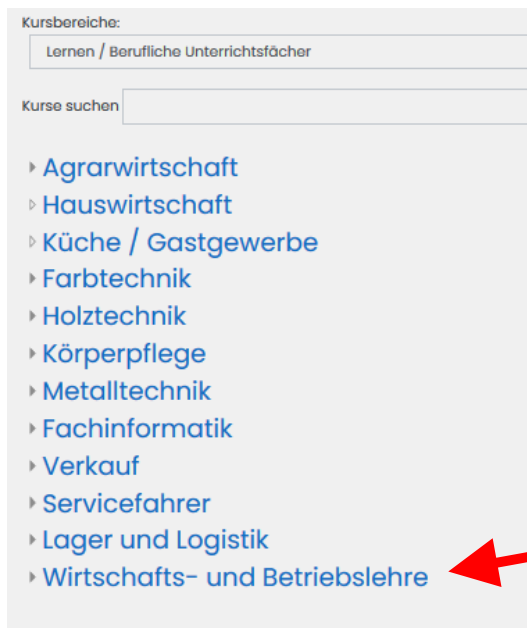 Kursbereiche:
Lernen / Berufliche Unterrichtsfächer
Kurse suchen
Agrarwirtschaft
Hauswirtschaft
Küche / Gastgewerbe
Farbtechnik
Holztechnik
Körperpflege
Metalltechnik
Fachinformatik
Verkauf
Servicefahrer
Lager und Logistik
Wirtschafts- und Betriebslehre